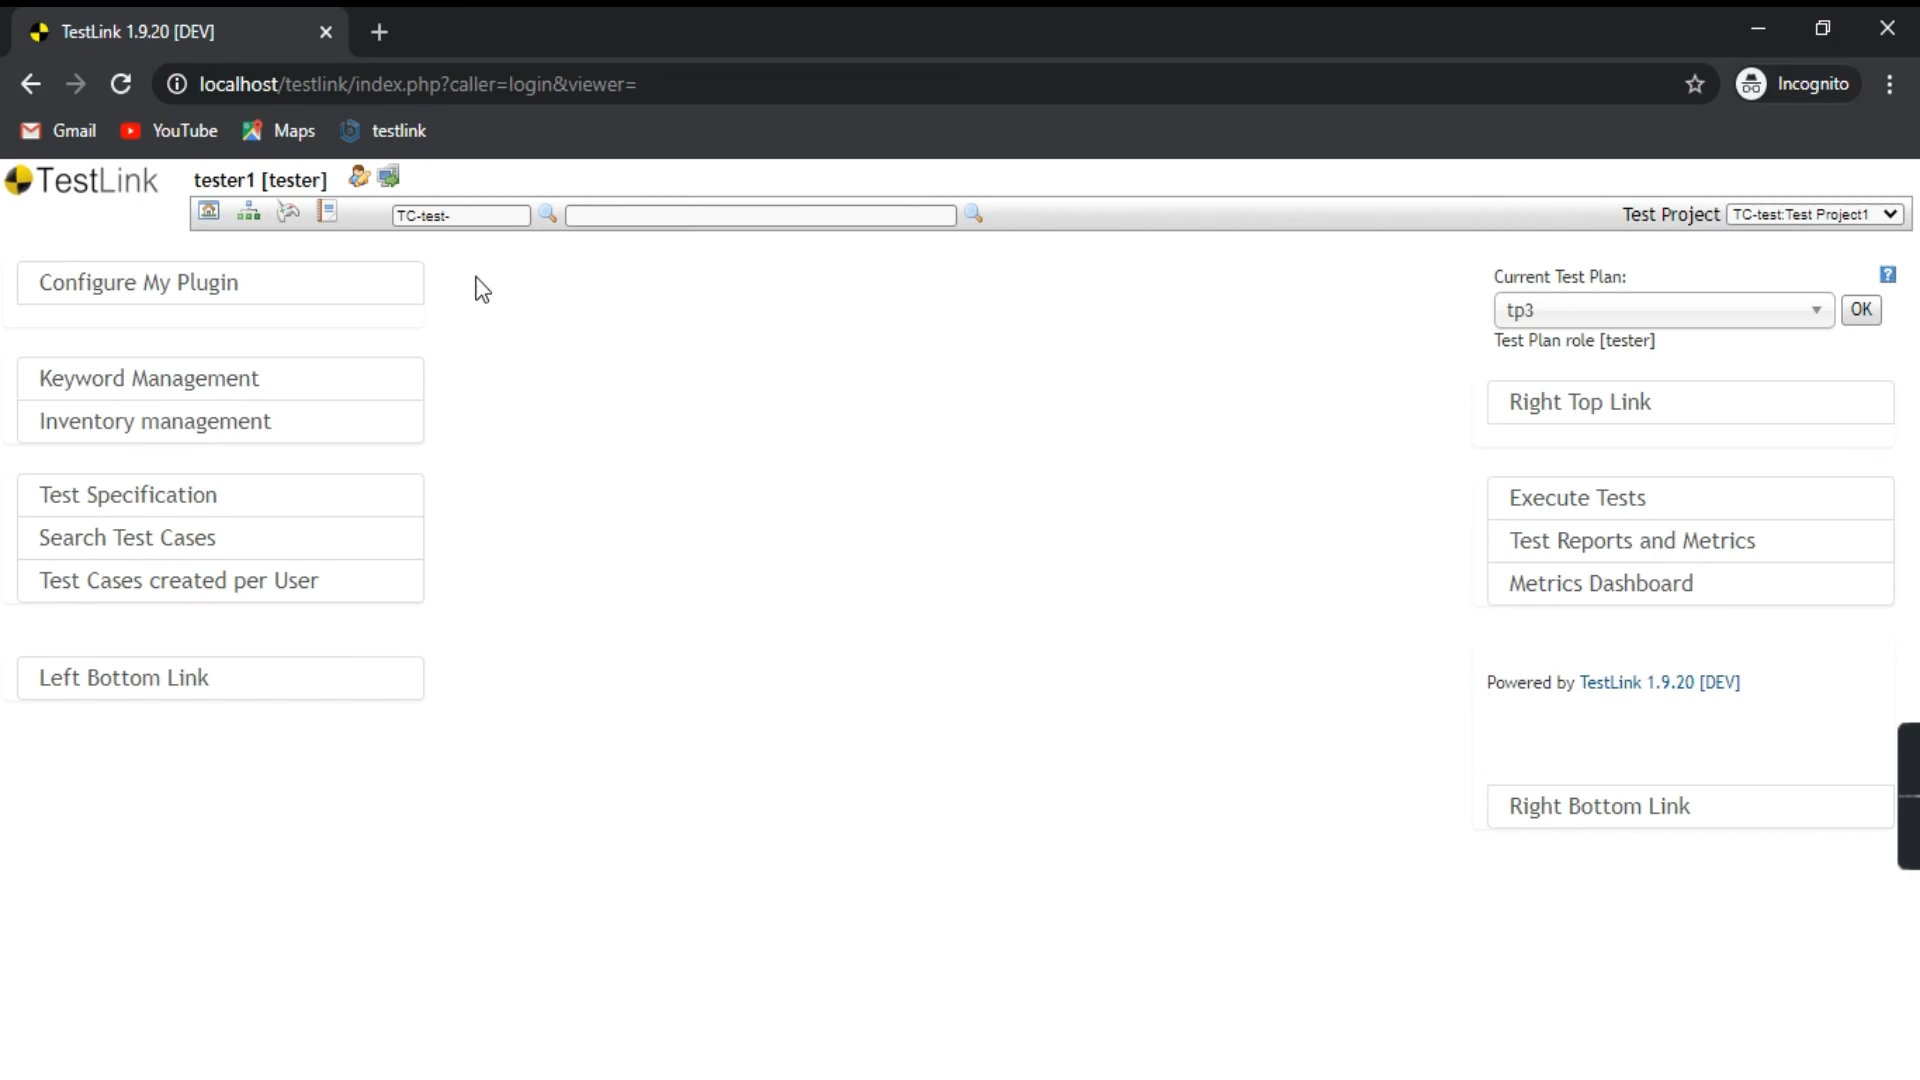 TestLink 1.9.20 [DEV]
localhost/testlink/index.php?caller=login&viewer=
Incognito
Gmail
YouTube
Maps
testlink
TestLink
tester1 [tester]
TC-test-
Test Project
TC-test:Test Project1
Configure My Plugin
Keyword Management
Inventory management
Test Specification
Search Test Cases
Test Cases created per User
Left Bottom Link
Current Test Plan:
?
tp3
OK
Test Plan role [tester]
Right Top Link
Execute Tests
Test Reports and Metrics
Metrics Dashboard
Powered by TestLink 1.9.20 [DEV]
Right Bottom Link